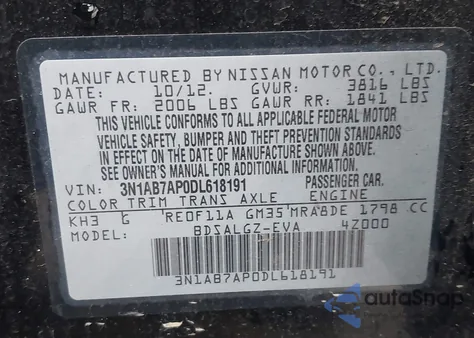 MANUFACTURED BY NISSAN MOTOR CO., LTD.
DATE: 10/12. GVWR: 3816 LBS
GAWR FR: 2006 LBS GAWR RR: 1841 LBS
THIS VEHICLE CONFORMS TO ALL APPLICABLE FEDERAL MOTOR
VEHICLE SAFETY, BUMPER AND THEFT PREVENTION STANDARDS
IN EFFECT ON THE DATE OF MANUFACTURE SHOWN ABOVE.
SEE OWNER'S MANUAL FOR ADDITIONAL INFORMATION.
VIN: 3N1AB7AP0DL618191 PASSENGER CAR.
COLOR TRIM TRANS AXLE ENGINE
KH3 G RE0F11A GM35 MRA8DE 1798 CC
MODEL: BDSALGZ-EVA 4Z000
3N1AB7AP0DL618191
autoSnap